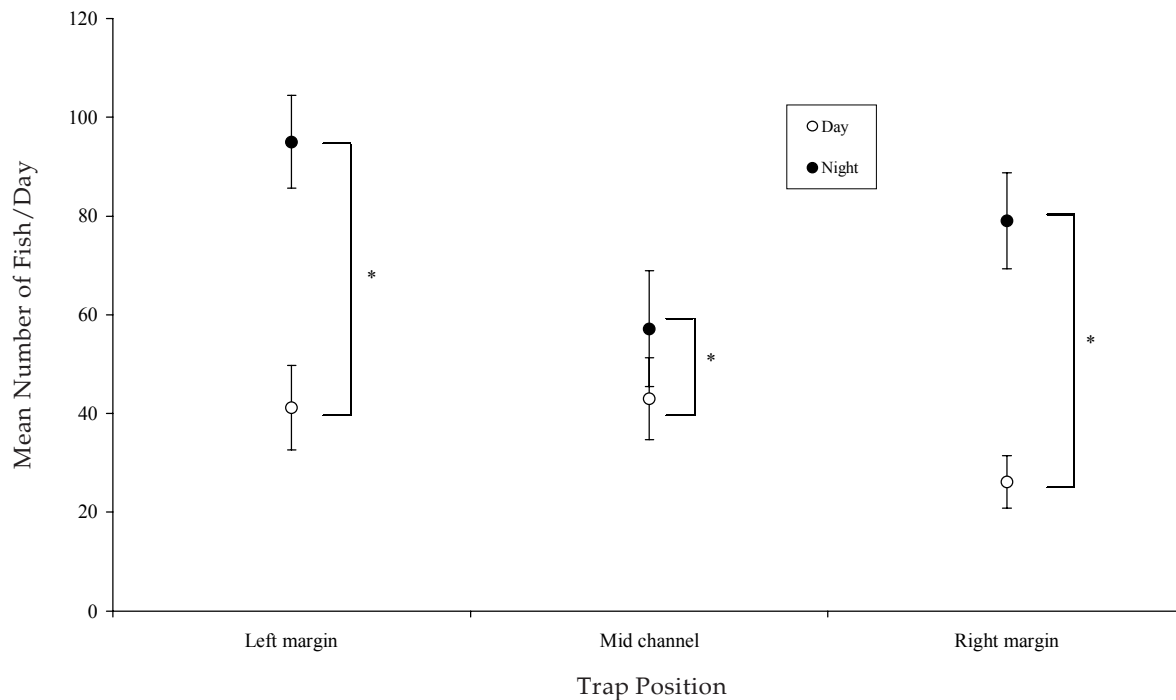 120
100
80
60
40
20
0
Mean Number of Fish/Day
Day
Night
*
*
*
Left margin
Mid channel
Right margin
Trap Position